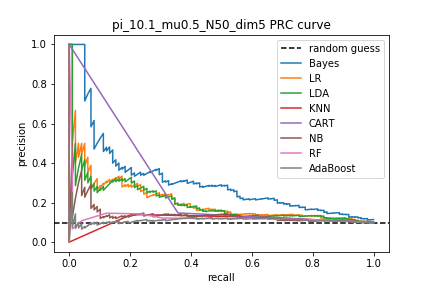 pi_10.1_mu0.5_N50_dim5 PRC curve
1.0
0.8
0.6
0.4
0.2
0.0
precision
random guess
Bayes
LR
LDA
KNN
CART
NB
RF
AdaBoost
0.0 0.2 0.4 0.6 0.8 1.0
recall